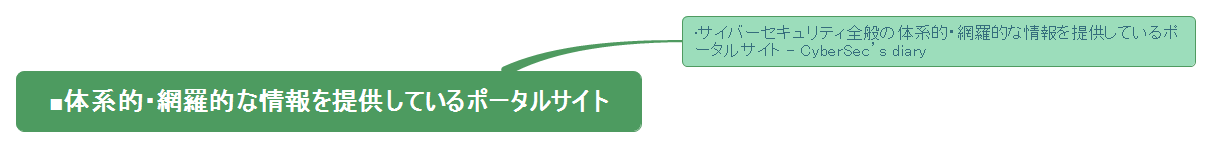 ・サイバーセキュリティ全般の体系的・網羅的な情報を提供しているポ
ータルサイト - CyberSec’s diary
■体系的・網羅的な情報を提供しているポータルサイト